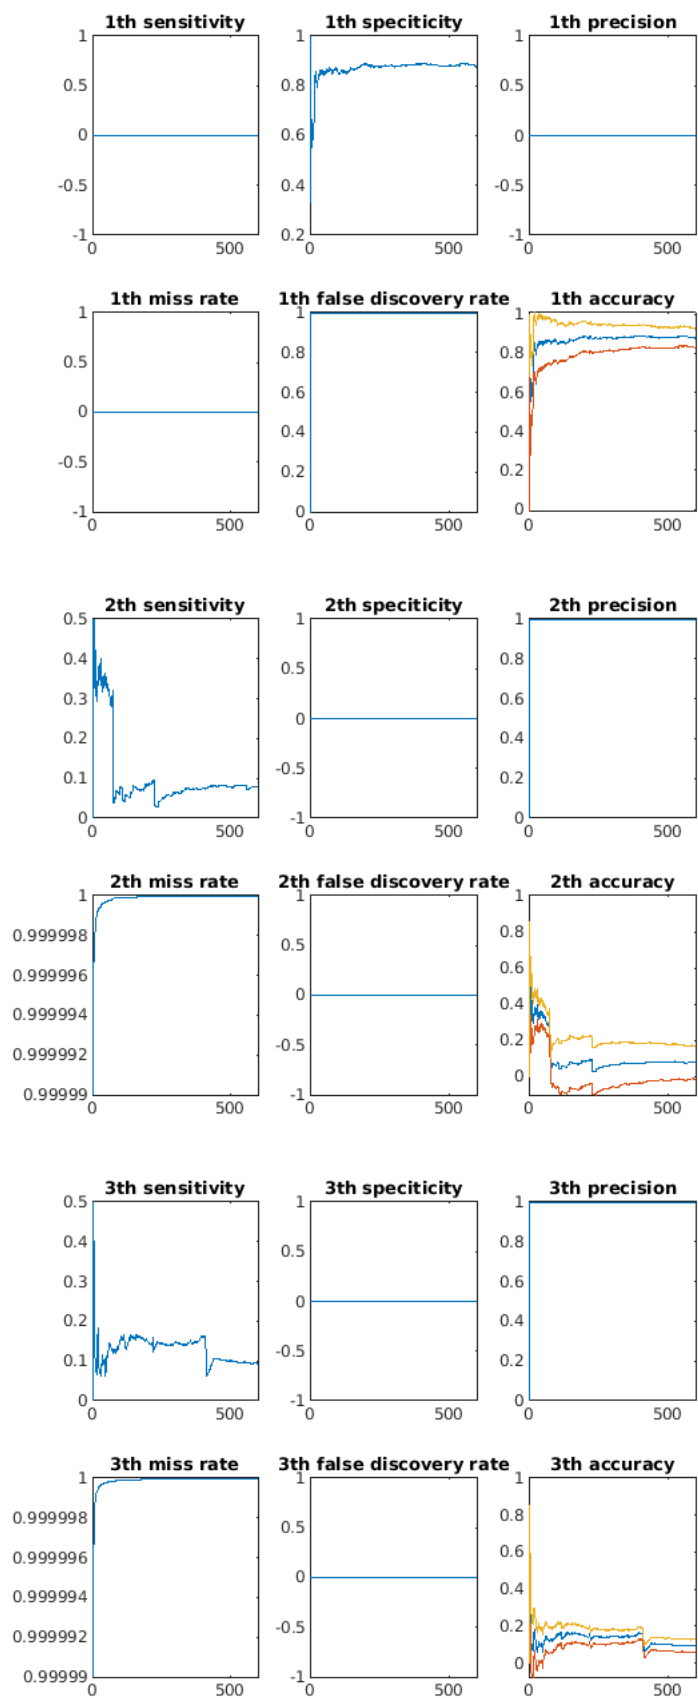 1th sensitivity 1th speciticity 1th precision
1 1 1
0.5 0.8 0.5
0 0.6 0
-0.5 0.4 -0.5
-1 0.2 -1
0 500 0 500 0 500
1th miss rate 1th false discovery rate 1th accuracy
1 1 1
0.5 0.8 0.8
0 0.6 0.6
0.4 0.4
-0.5 0.2 0.2
-1 0 0
0 500 0 500 0 500
2th sensitivity 2th speciticity 2th precision
0.5 1 1
0.4 0.5 0.8
0.3 0 0.6
0.2 0.4
0.1 -0.5 0.2
0 -1 0
0 500 0 500 0 500
2th miss rate 2th false discovery rate 2th accuracy
1 1 1
0.999998 0.5 0.8
0.999996 0 0.6
0.999994 0.4
0.999992 -0.5 0.2
0.99999 -1 0
0 500 0 500 0 500
3th sensitivity 3th speciticity 3th precision
0.5 1 1
0.4 0.5 0.8
0.3 0 0.6
0.2 0.4
0.1 -0.5 0.2
0 -1 0
0 500 0 500 0 500
3th miss rate 3th false discovery rate 3th accuracy
1 1 1
0.999998 0.5 0.8
0.999996 0 0.6
0.999994 0.4
0.999992 -0.5 0.2
0.99999 -1 0
0 500 0 500 0 500